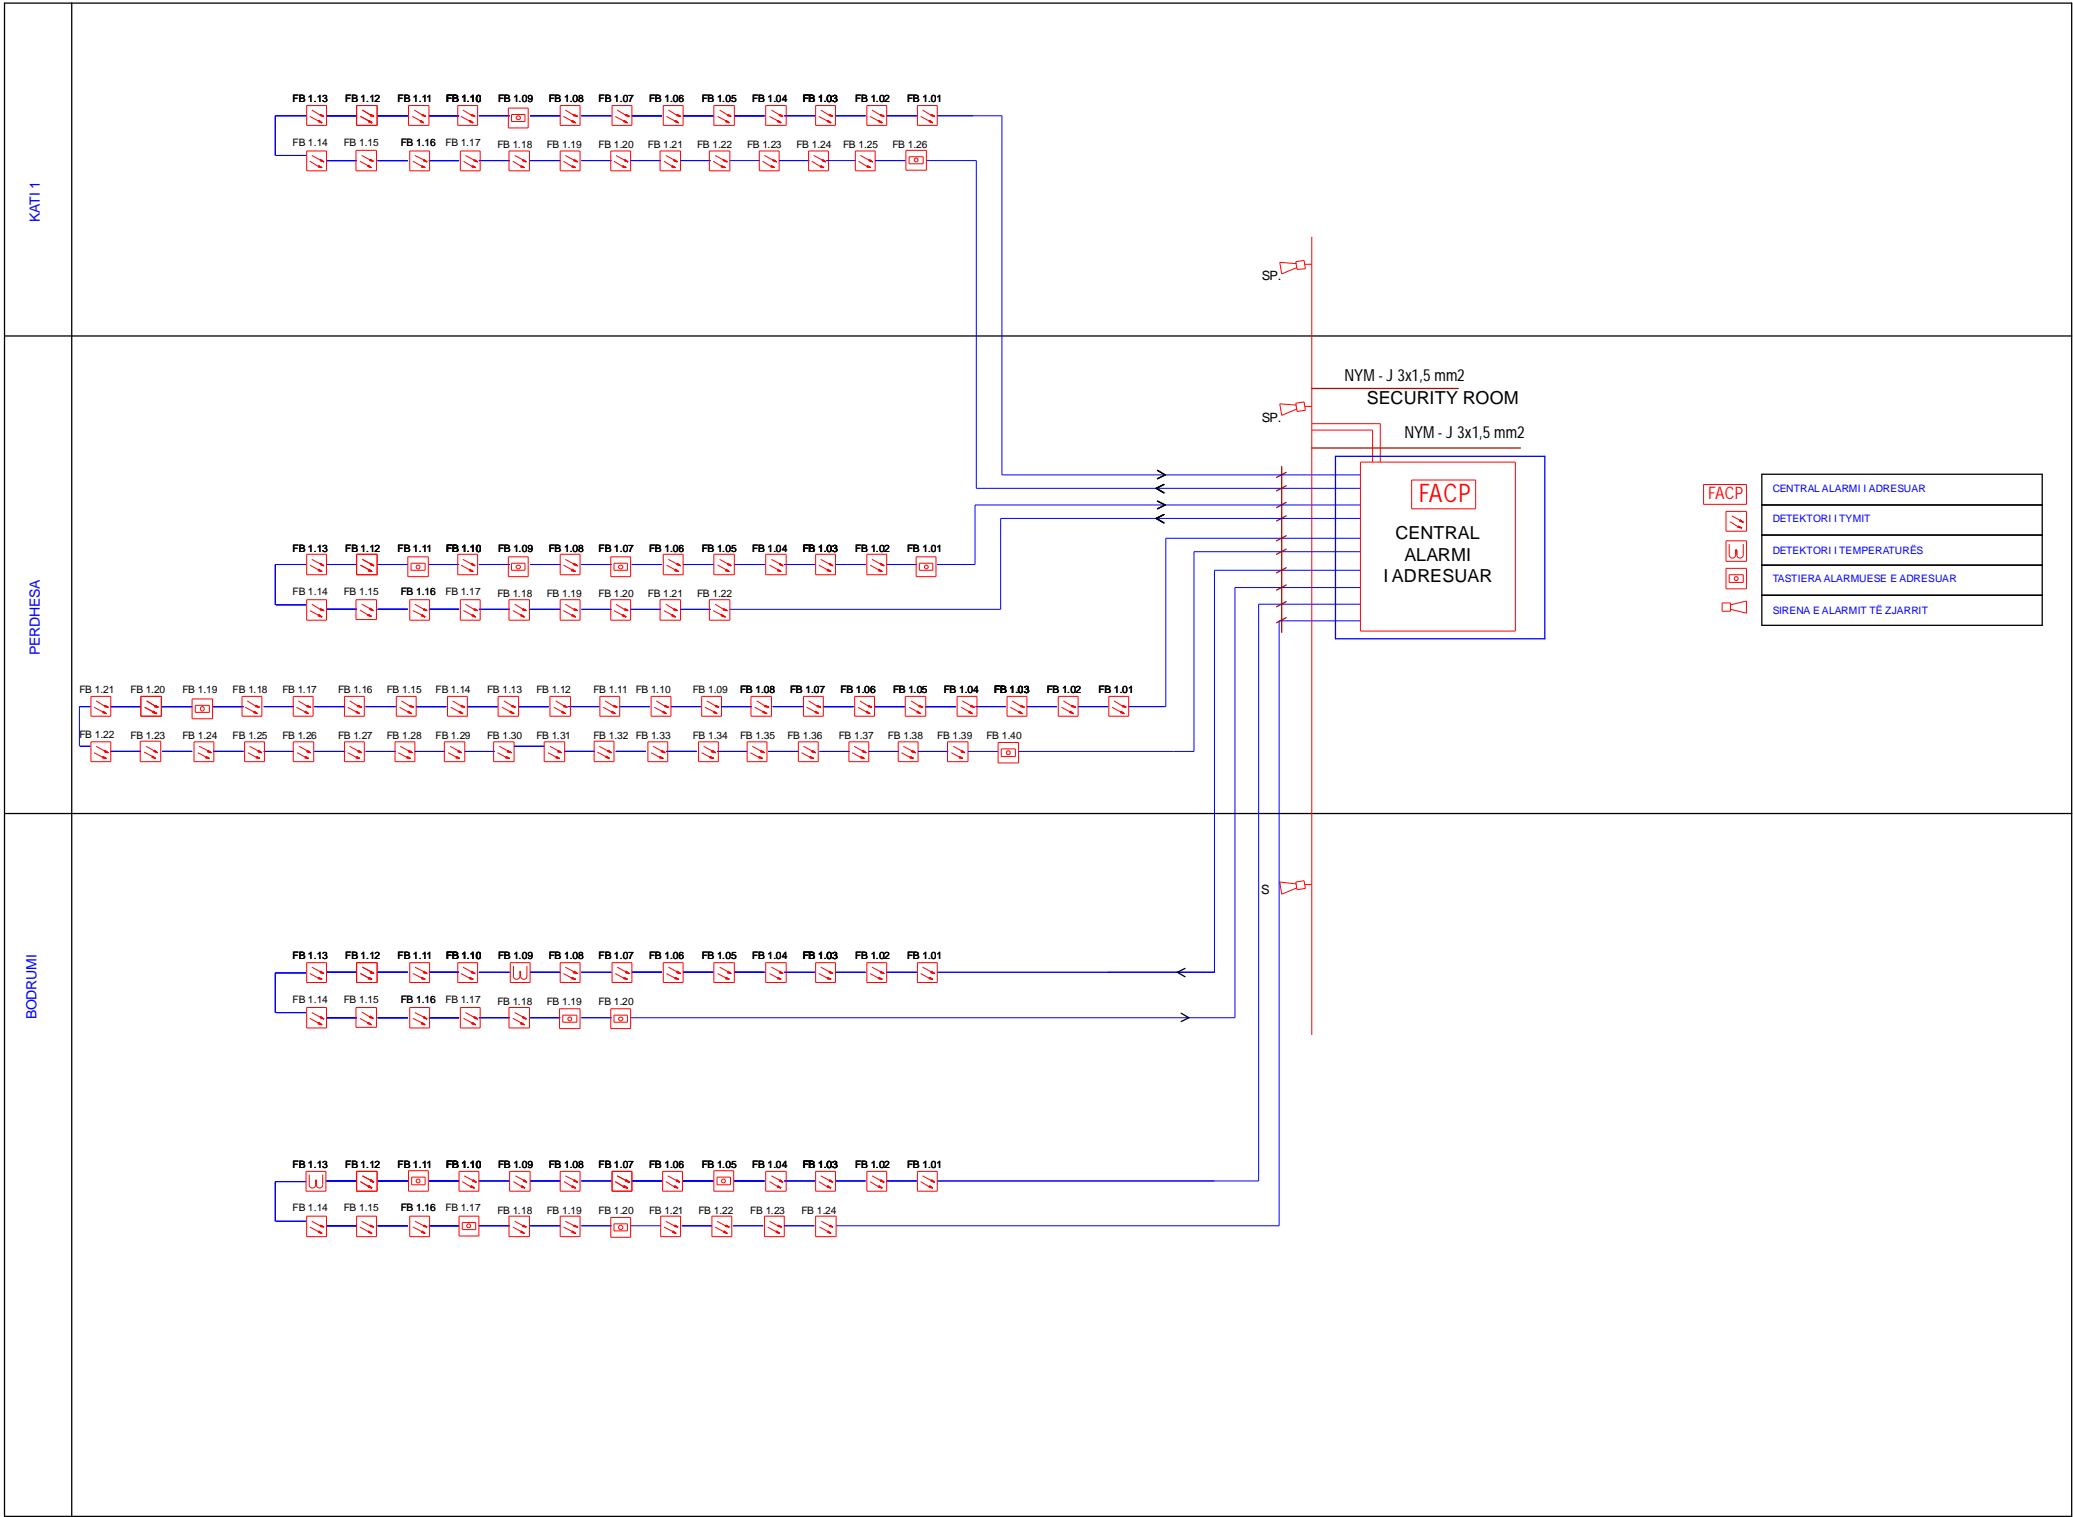 KATI 1
FB 1.13 FB 1.12 FB 1.11 FB 1.10 FB 1.09 FB 1.08 FB 1.07 FB 1.06 FB 1.05 FB 1.04 FB 1.03 FB 1.02 FB 1.01
FB 1.14 FB 1.15 FB 1.16 FB 1.17 FB 1.18 FB 1.19 FB 1.20 FB 1.21 FB 1.22 FB 1.23 FB 1.24 FB 1.25 FB 1.26
SP.
PERDHESA
NYM - J 3x1,5 mm2
SECURITY ROOM
SP.
NYM - J 3x1,5 mm2
FACP
CENTRAL
ALARMI
I ADRESUAR
FACP CENTRAL ALARMI I ADRESUAR
DETEKTORI I TYMIT
DETEKTORI I TEMPERATURËS
TASTIERA ALARMUESE E ADRESUAR
SIRENA E ALARMIT TË ZJARRIT
FB 1.13 FB 1.12 FB 1.11 FB 1.10 FB 1.09 FB 1.08 FB 1.07 FB 1.06 FB 1.05 FB 1.04 FB 1.03 FB 1.02 FB 1.01
FB 1.14 FB 1.15 FB 1.16 FB 1.17 FB 1.18 FB 1.19 FB 1.20 FB 1.21 FB 1.22
FB 1.21 FB 1.20 FB 1.19 FB 1.18 FB 1.17 FB 1.16 FB 1.15 FB 1.14 FB 1.13 FB 1.12 FB 1.11 FB 1.10 FB 1.09 FB 1.08 FB 1.07 FB 1.06 FB 1.05 FB 1.04 FB 1.03 FB 1.02 FB 1.01
FB 1.22 FB 1.23 FB 1.24 FB 1.25 FB 1.26 FB 1.27 FB 1.28 FB 1.29 FB 1.30 FB 1.31 FB 1.32 FB 1.33 FB 1.34 FB 1.35 FB 1.36 FB 1.37 FB 1.38 FB 1.39 FB 1.40
BODRUMI
S
FB 1.13 FB 1.12 FB 1.11 FB 1.10 FB 1.09 FB 1.08 FB 1.07 FB 1.06 FB 1.05 FB 1.04 FB 1.03 FB 1.02 FB 1.01
FB 1.14 FB 1.15 FB 1.16 FB 1.17 FB 1.18 FB 1.19 FB 1.20
FB 1.13 FB 1.12 FB 1.11 FB 1.10 FB 1.09 FB 1.08 FB 1.07 FB 1.06 FB 1.05 FB 1.04 FB 1.03 FB 1.02 FB 1.01
FB 1.14 FB 1.15 FB 1.16 FB 1.17 FB 1.18 FB 1.19 FB 1.20 FB 1.21 FB 1.22 FB 1.23 FB 1.24